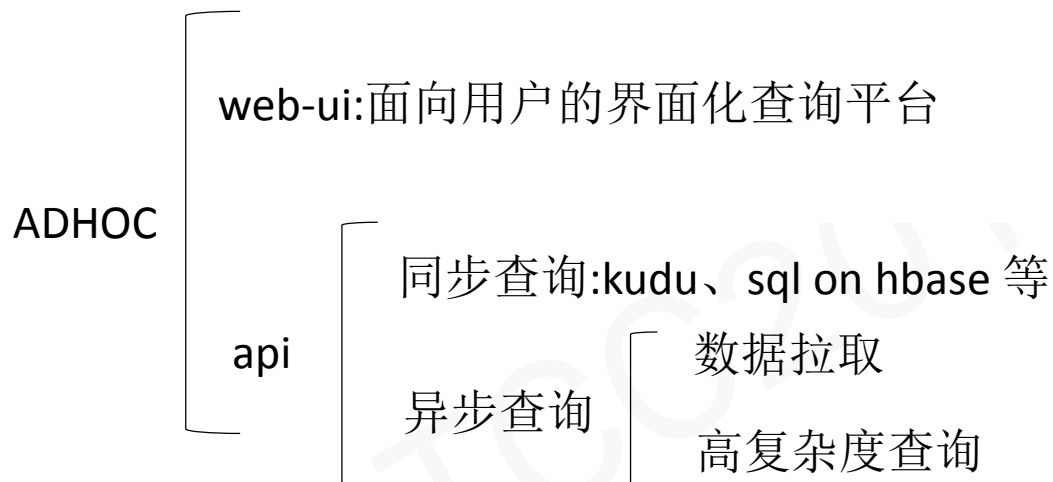 web-ui:面向用户的界面化查询平台
ADHOC
同步查询:kudu、sql on hbase 等
api
数据拉取
异步查询
高复杂度查询